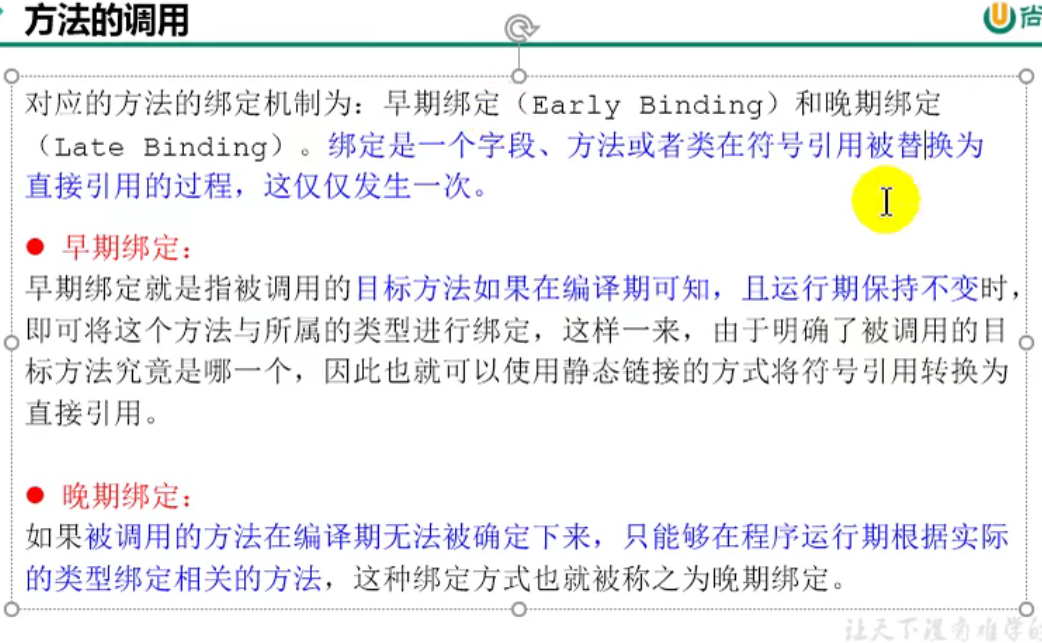 方法的调用
尚
对应的方法的绑定机制为：早期绑定（Early Binding）和晚期绑定
（Late Binding）。绑定是一个字段、方法或者类在符号引用被替换为
直接引用的过程，这仅仅发生一次。
● 早期绑定：
早期绑定就是指被调用的目标方法如果在编译期可知，且运行期保持不变时，
即可将这个方法与所属的类型进行绑定，这样一来，由于明确了被调用的目
标方法究竟是哪一个，因此也就可以使用静态链接的方式将符号引用转换为
直接引用。
● 晚期绑定：
如果被调用的方法在编译期无法被确定下来，只能够在程序运行期根据实际
的类型绑定相关的方法，这种绑定方式也就被称之为晚期绑定。
让天下没有难学的